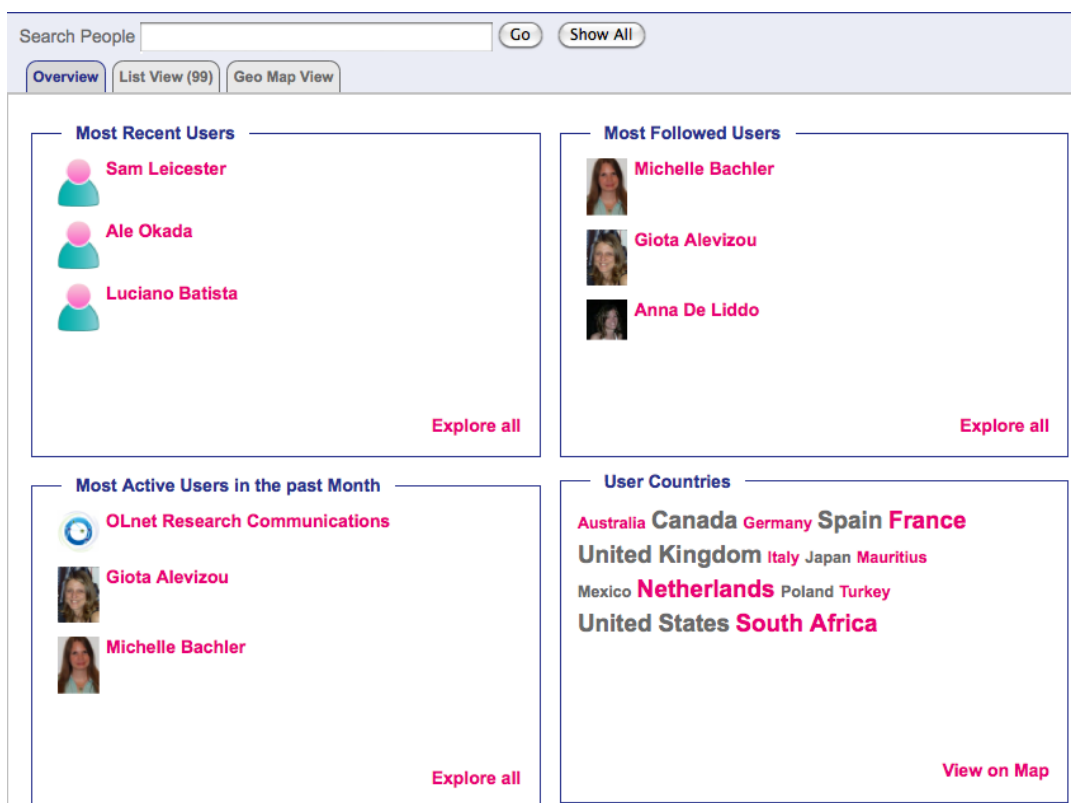 Search People Go Show All
Overview List View (99) Geo Map View
Most Recent Users
Sam Leicester
Ale Okada
Luciano Batista
Explore all
Most Followed Users
Michelle Bachler
Giota Alevizou
Anna De Liddo
Explore all
Most Active Users in the past Month
OLnet Research Communications
Giota Alevizou
Michelle Bachler
Explore all
User Countries
Australia Canada Germany Spain France
United Kingdom Italy Japan Mauritius
Mexico Netherlands Poland Turkey
United States South Africa
View on Map